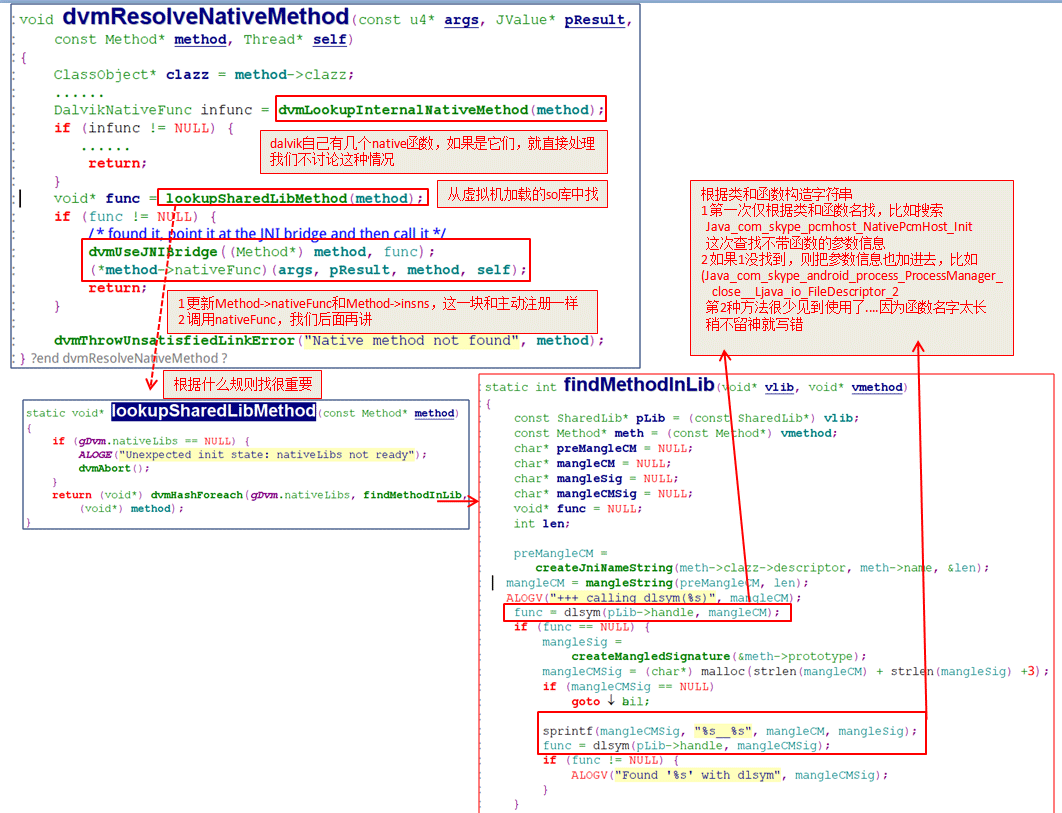 void dvmResolveNativeMethod(const u4* args, JValue* pResult,
const Method* method, Thread* self)
{
ClassObject* clazz = method->clazz;
......
DalvikNativeFunc infunc = dvmLookupInternalNativeMethod(method);
if (infunc != NULL) {
......
return;
}
dalvik自己有几个native函数，如果是它们，就直接处理
我们不讨论这种情况
void* func = lookupSharedLibMethod(method);
从虚拟机加载的so库中找
if (func != NULL) {
/* found it, point it at the JNI bridge and then call it */
dvmUseJNIBridge((Method*) method, func);
(*method->nativeFunc)(args, pResult, method, self);
return;
}
1 更新Method->nativeFunc和Method->insns，这一块和主动注册一样
2 调用nativeFunc，我们后面再讲
dvmThrowUnsatisfiedLinkError("Native method not found", method);
} ?end dvmResolveNativeMethod ?
根据什么规则找很重要
static void* lookupSharedLibMethod(const Method* method)
{
if (gDvm.nativeLibs == NULL) {
ALOGE("Unexpected init state: nativeLibs not ready");
dvmAbort();
}
return (void*) dvmHashForeach(gDvm.nativeLibs, findMethodInLib,
(void*) method);
}
根据类和函数构造字符串
1 第一次仅根据类和函数名找，比如搜索
Java_com_skype_pcmhost_NativePcmHost_Init
这次查找不带函数的参数信息
2 如果1没找到，则把参数信息也加进去，比如
(Java_com_skype_android_process_ProcessManager_
close__Ljava_io_FileDescriptor_2
第2种方法很少见到使用了....因为函数名字太长
稍不留神就写错
static int findMethodInLib(void* vlib, void* vmethod)
{
const SharedLib* pLib = (const SharedLib*) vlib;
const Method* meth = (const Method*) vmethod;
char* preMangleCM = NULL;
char* mangleCM = NULL;
char* mangleSig = NULL;
char* mangleCMSig = NULL;
void* func = NULL;
int len;
preMangleCM =
createJniNameString(meth->clazz->descriptor, meth->name, &len);
mangleCM = mangleString(preMangleCM, len);
ALOGV("+++ calling dlsym(%s)", mangleCM);
func = dlsym(pLib->handle, mangleCM);
if (func == NULL) {
mangleSig =
createMangledSignature(&meth->prototype);
mangleCMSig = (char*) malloc(strlen(mangleCM) + strlen(mangleSig) +3);
if (mangleCMSig == NULL)
goto ↓ bail;
sprintf(mangleCMSig, "%s__%s", mangleCM, mangleSig);
func = dlsym(pLib->handle, mangleCMSig);
if (func != NULL) {
ALOGV("Found '%s' with dlsym", mangleCMSig);
}
}